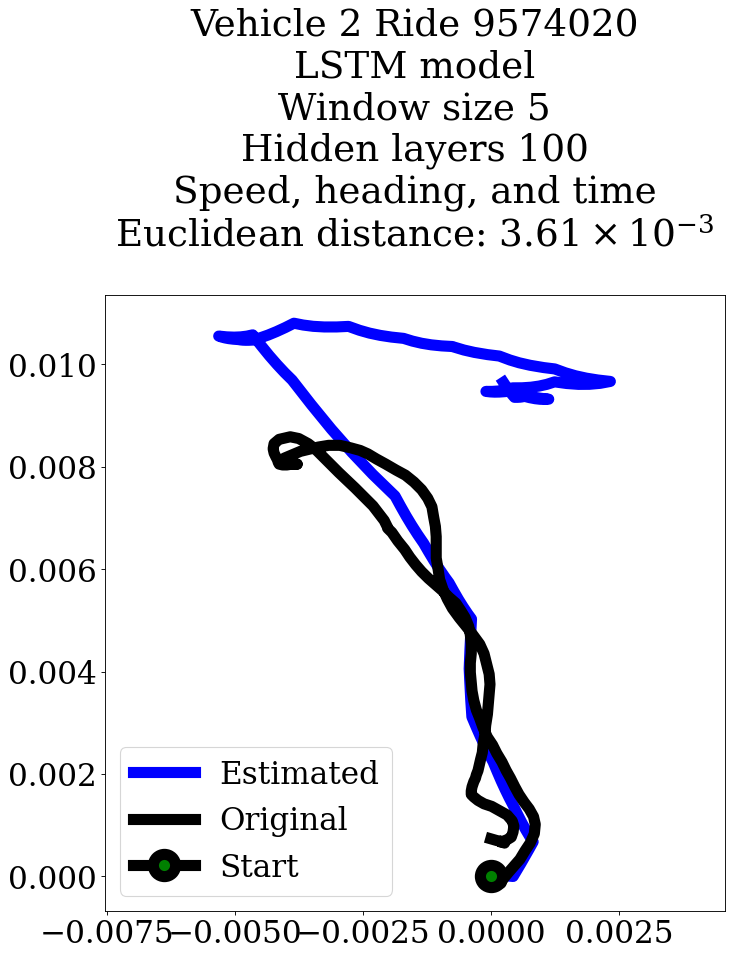 Vehicle 2 Ride 9574020
LSTM model
Window size 5
Hidden layers 100
Speed, heading, and time
Euclidean distance: 3.61 × 10⁻³
0.010
0.008
0.006
0.004
0.002
0.000
Estimated
Original
Start
−0.0075 −0.0050 −0.0025 0.0000 0.0025